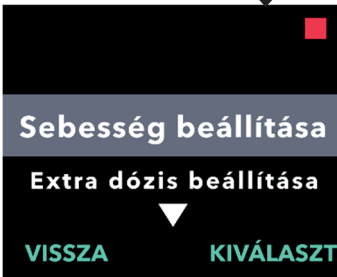 Sebesség beállítása
Extra dózis beállítása
VISSZA KIVÁLASZT